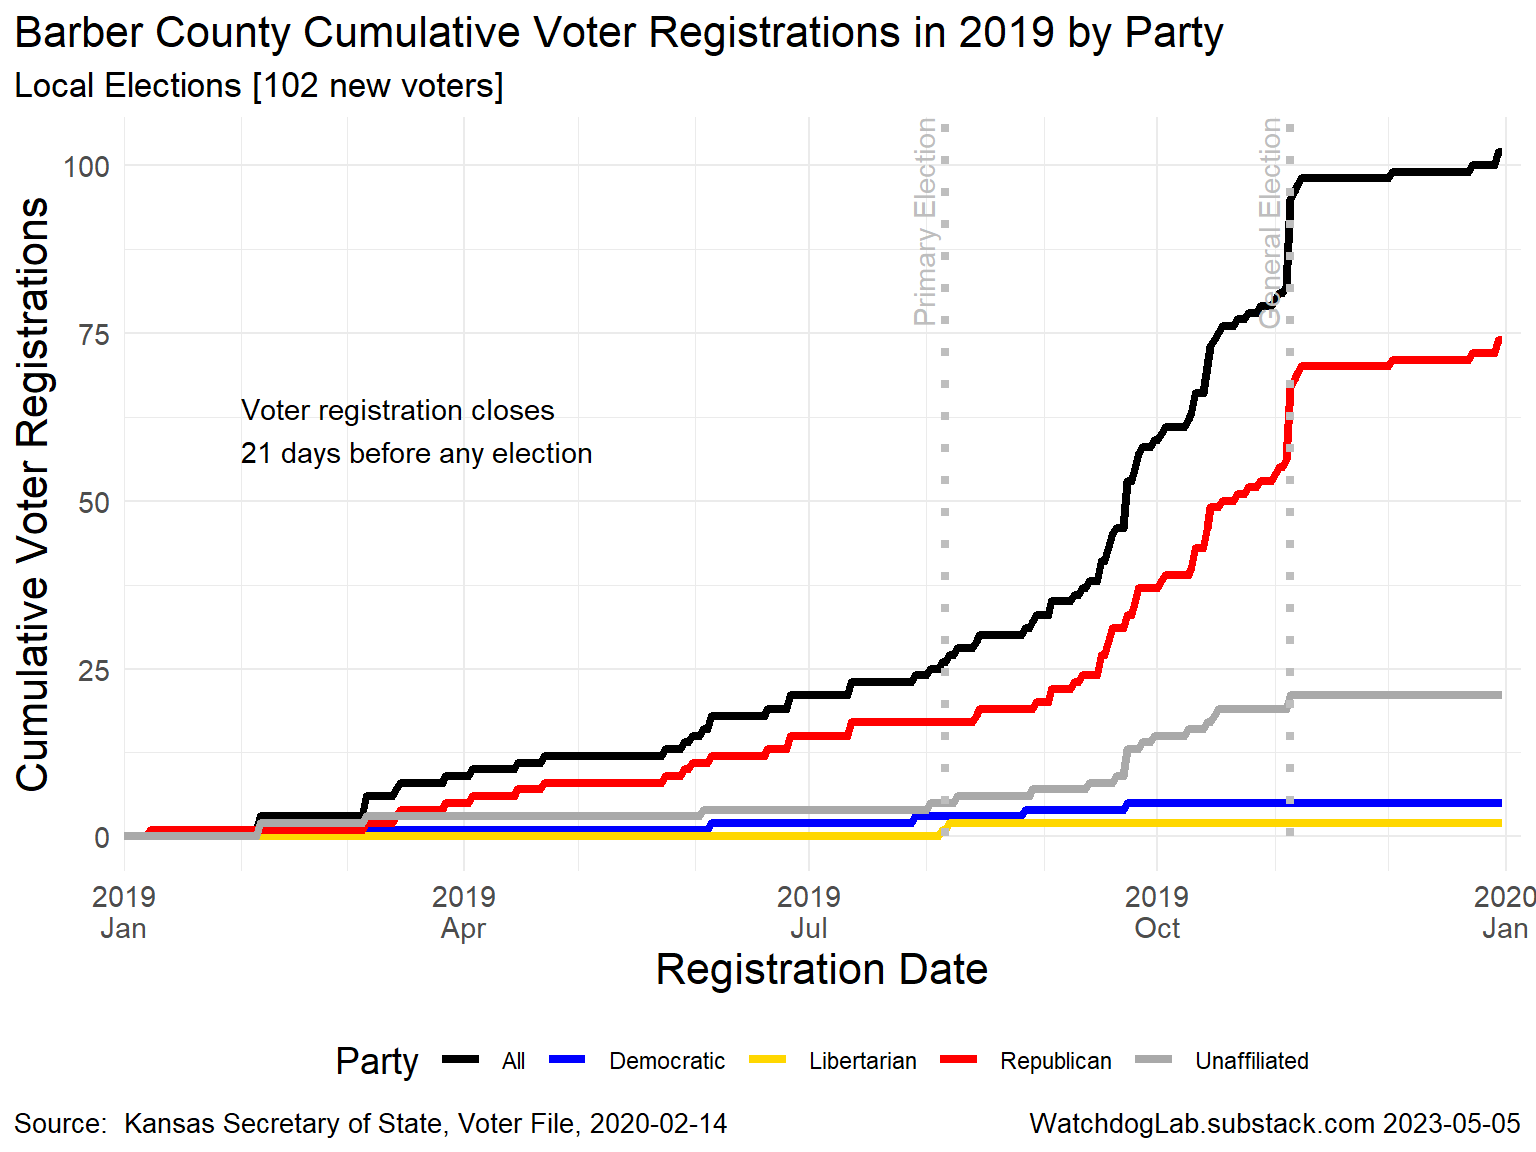 Barber County Cumulative Voter Registrations in 2019 by Party
Local Elections [102 new voters]
Cumulative Voter Registrations
100
75
50
25
0
Primary Election
General Election
Voter registration closes
21 days before any election
2019 2019 2019 2019 2020
Jan Apr Jul Oct Jan
Registration Date
Party All Democratic Libertarian Republican Unaffiliated
Source:  Kansas Secretary of State, Voter File, 2020-02-14
WatchdogLab.substack.com 2023-05-05